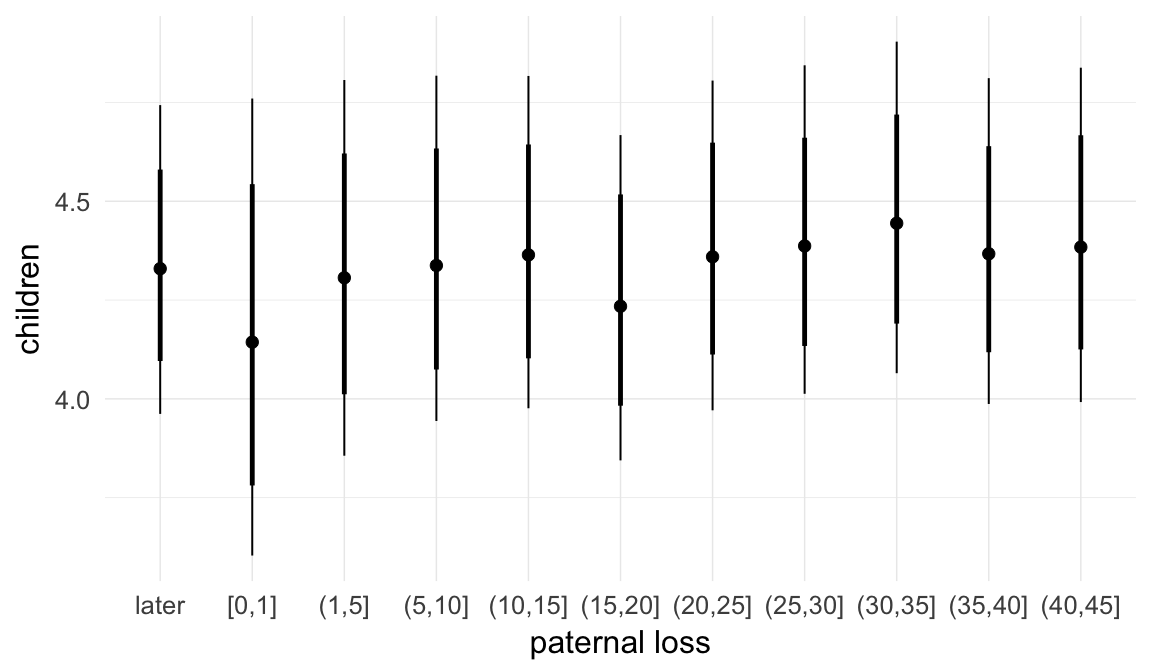 children
4.5
4.0
later [0,1] (1,5] (5,10] (10,15] (15,20] (20,25] (25,30] (30,35] (35,40] (40,45]
paternal loss